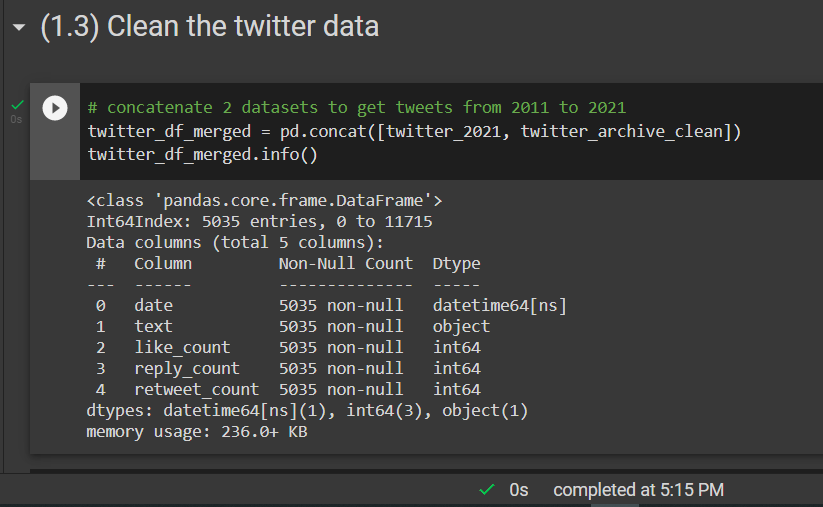 (1.3) Clean the twitter data
# concatenate 2 datasets to get tweets from 2011 to 2021
0s
twitter_df_merged = pd.concat([twitter_2021, twitter_archive_clean])
twitter_df_merged.info()
<class 'pandas.core.frame.DataFrame'>
Int64Index: 5035 entries, 0 to 11715
Data columns (total 5 columns):
 #   Column         Non-Null Count  Dtype
---  ------         --------------  -----
 0   date           5035 non-null   datetime64[ns]
 1   text           5035 non-null   object
 2   like_count     5035 non-null   int64
 3   reply_count    5035 non-null   int64
 4   retweet_count  5035 non-null   int64
dtypes: datetime64[ns](1), int64(3), object(1)
memory usage: 236.0+ KB
0s completed at 5:15 PM